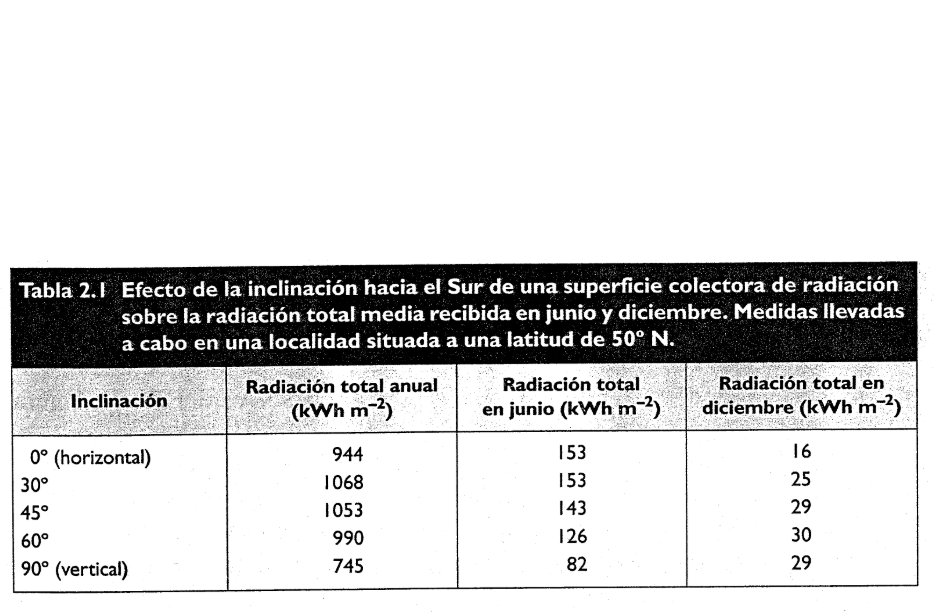 Tabla 2.1 Efecto de la inclinación hacia el Sur de una superficie colectora de radiación
sobre la radiación total media recibida en junio y diciembre. Medidas llevadas
a cabo en una localidad situada a una latitud de 50° N.
Inclinación Radiación total anual (kWh m⁻²) Radiación total en junio (kWh m⁻²) Radiación total en diciembre (kWh m⁻²)
0° (horizontal) 944 153 16
30° 1068 153 25
45° 1053 143 29
60° 990 126 30
90° (vertical) 745 82 29